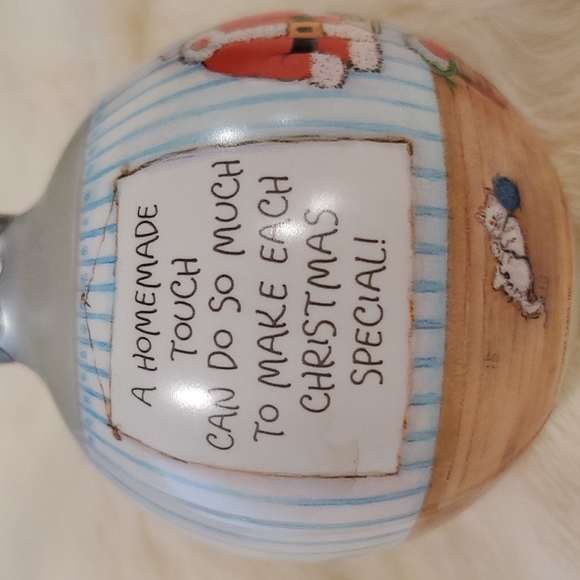 A HOMEMADE
TOUCH
CAN DO SO MUCH
TO MAKE EACH
CHRISTMAS
SPECIAL!